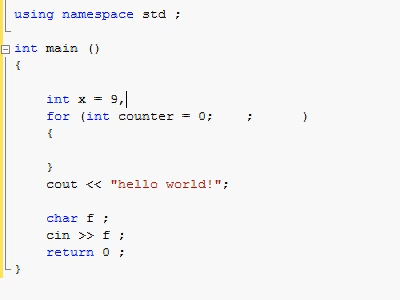 using namespace std ;
int main ()
{
int x = 9,
for (int counter = 0; ; )
{
}
cout << "hello world!";
char f ;
cin >> f ;
return 0 ;
}